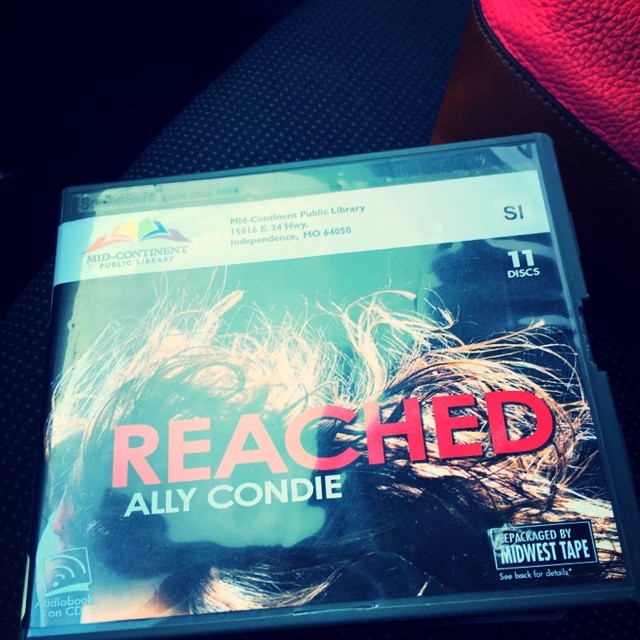 MID-CONTINENT
PUBLIC LIBRARY
Mid-Continent Public Library
15616 E. 24 Hwy.
Independence, MO 64050
SI
11
DISCS
REACHED
ALLY CONDIE
REPACKAGED BY
MIDWEST TAPE
See back for details*
Audiobook
on CD